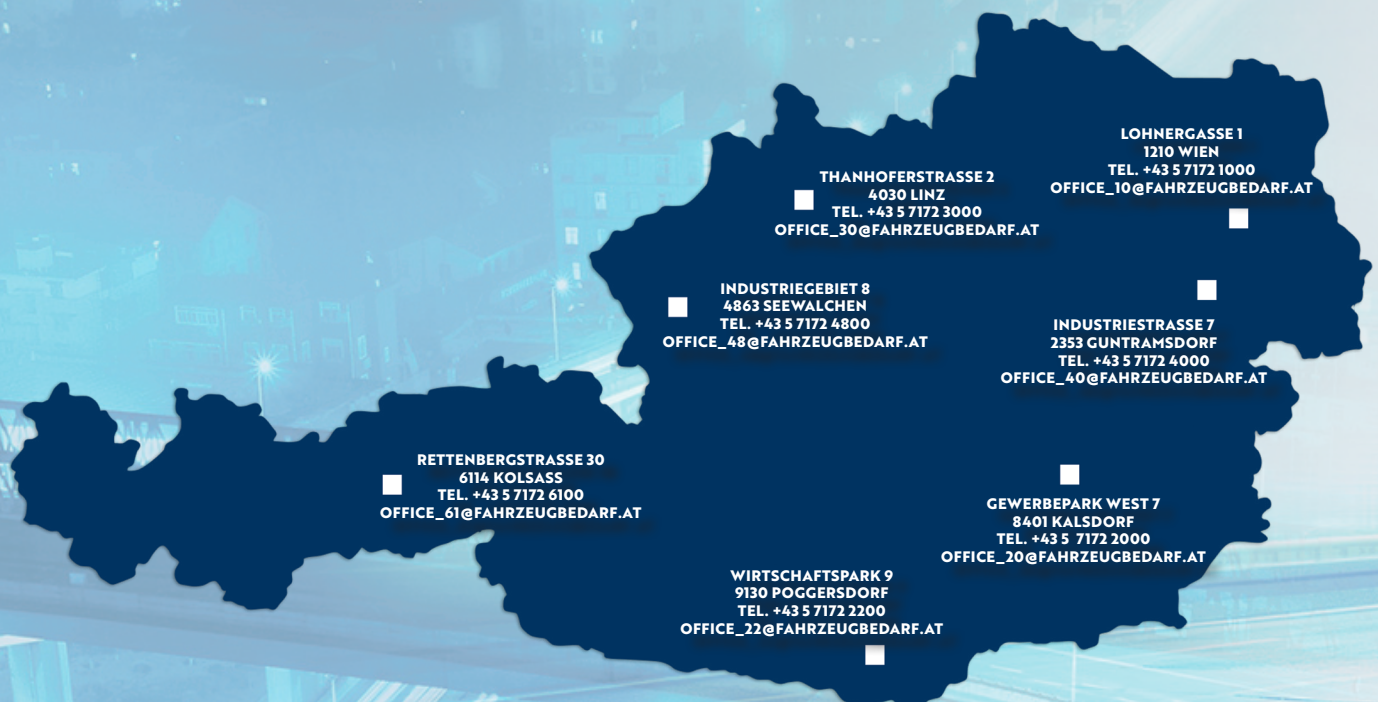 LOHNERGASSE 1
1210 WIEN
TEL. +43 5 7172 1000
OFFICE_10@FAHRZEUGBEDARF.AT
THANHOFERSTRASSE 2
4030 LINZ
TEL. +43 5 7172 3000
OFFICE_30@FAHRZEUGBEDARF.AT
INDUSTRIEGEBIET 8
4863 SEEWALCHEN
TEL. +43 5 7172 4800
OFFICE_48@FAHRZEUGBEDARF.AT
INDUSTRIESTRASSE 7
2353 GUNTRAMSDORF
TEL. +43 5 7172 4000
OFFICE_40@FAHRZEUGBEDARF.AT
RETTENBERGSTRASSE 30
6114 KOLSASS
TEL. +43 5 7172 6100
OFFICE_61@FAHRZEUGBEDARF.AT
GEWERBEPARK WEST 7
8401 KALSDORF
TEL. +43 5 7172 2000
OFFICE_20@FAHRZEUGBEDARF.AT
WIRTSCHAFTSPARK 9
9130 POGGERSDORF
TEL. +43 5 7172 2200
OFFICE_22@FAHRZEUGBEDARF.AT